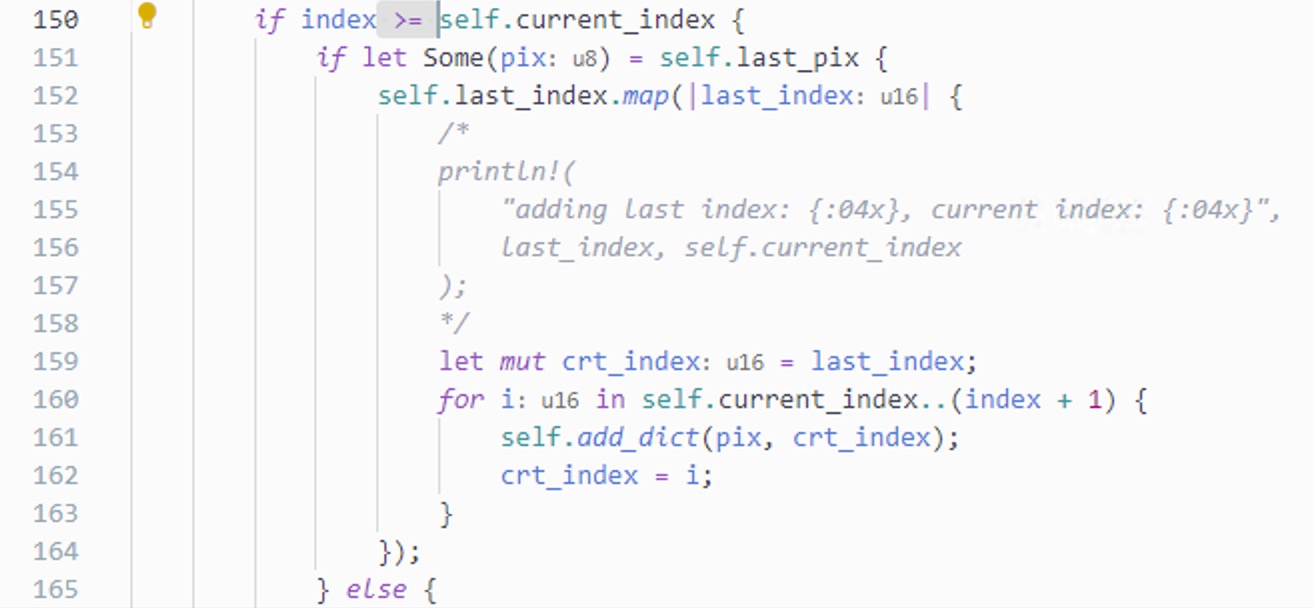 150 if index >= self.current_index {
151 if let Some(pix: u8) = self.last_pix {
152 self.last_index.map(|last_index: u16| {
153 /*
154 println!(
155 "adding last index: {:04x}, current index: {:04x}",
156 last_index, self.current_index
157 );
158 */
159 let mut crt_index: u16 = last_index;
160 for i: u16 in self.current_index..(index + 1) {
161 self.add_dict(pix, crt_index);
162 crt_index = i;
163 }
164 });
165 } else {